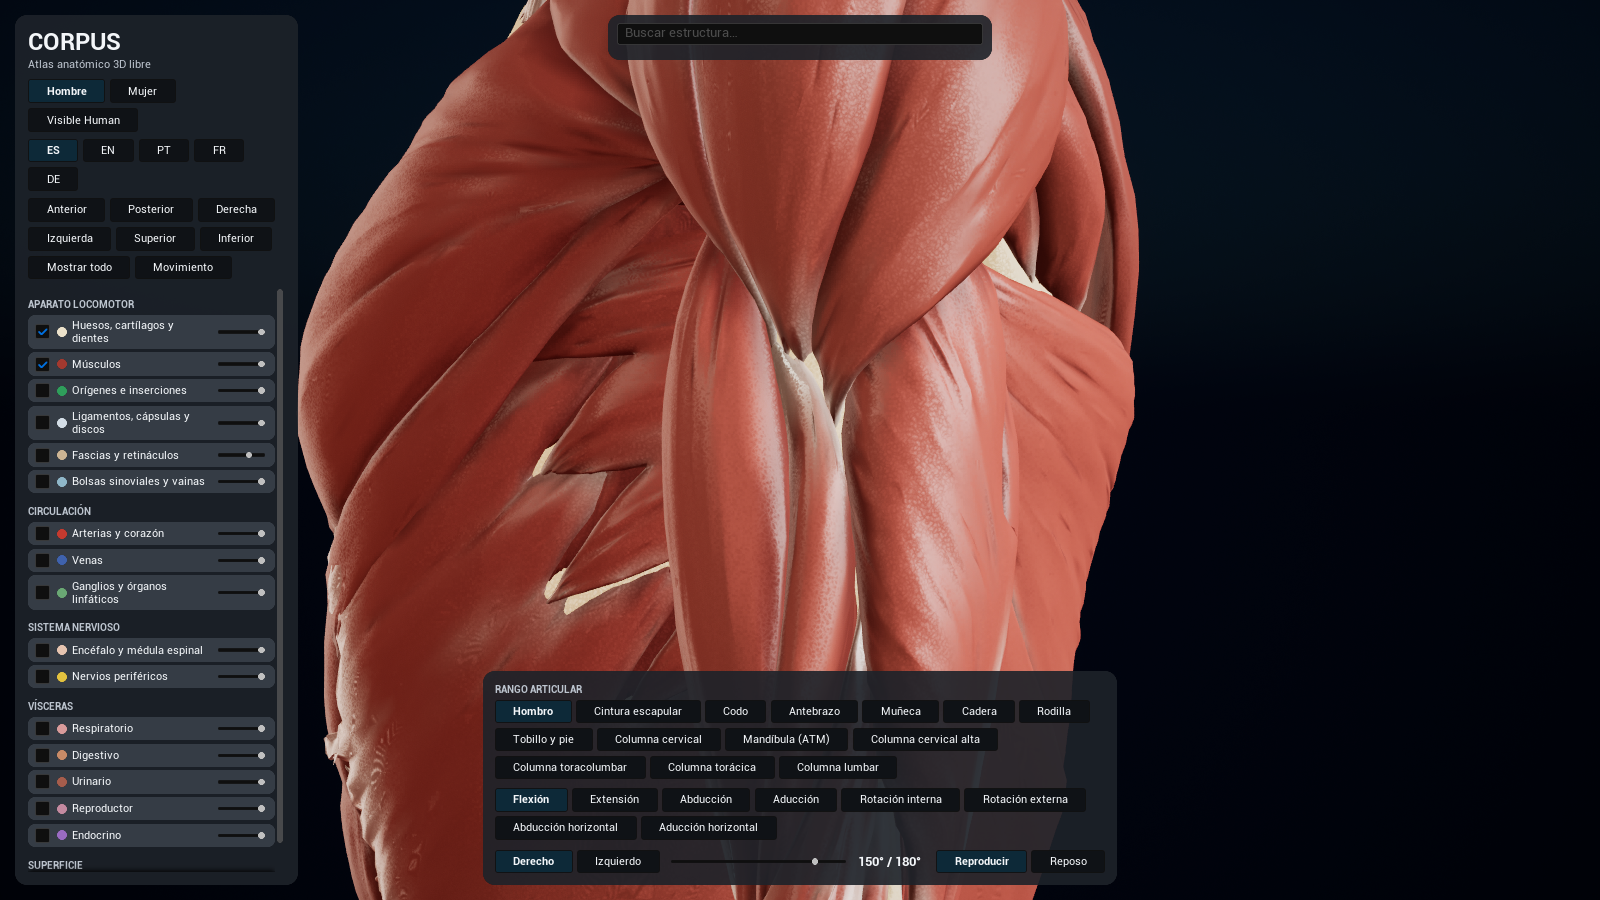 CORPUS
Atlas anatómico 3D libre
Hombre Mujer
Visible Human
ES EN PT FR
DE
Anterior Posterior Derecha
Izquierda Superior Inferior
Mostrar todo Movimiento
APARATO LOCOMOTOR
Huesos, cartílagos y
dientes
Músculos
Orígenes e inserciones
Ligamentos, cápsulas y
discos
Fascias y retináculos
Bolsas sinoviales y vainas
CIRCULACIÓN
Arterias y corazón
Venas
Ganglios y órganos
linfáticos
SISTEMA NERVIOSO
Encéfalo y médula espinal
Nervios periféricos
VÍSCERAS
Respiratorio
Digestivo
Urinario
Reproductor
Endocrino
SUPERFICIE
Buscar estructura...
RANGO ARTICULAR
Hombro Cintura escapular Codo Antebrazo Muñeca Cadera Rodilla
Tobillo y pie Columna cervical Mandíbula (ATM) Columna cervical alta
Columna toracolumbar Columna torácica Columna lumbar
Flexión Extensión Abducción Aducción Rotación interna Rotación externa
Abducción horizontal Aducción horizontal
Derecho Izquierdo 150° / 180° Reproducir Reposo